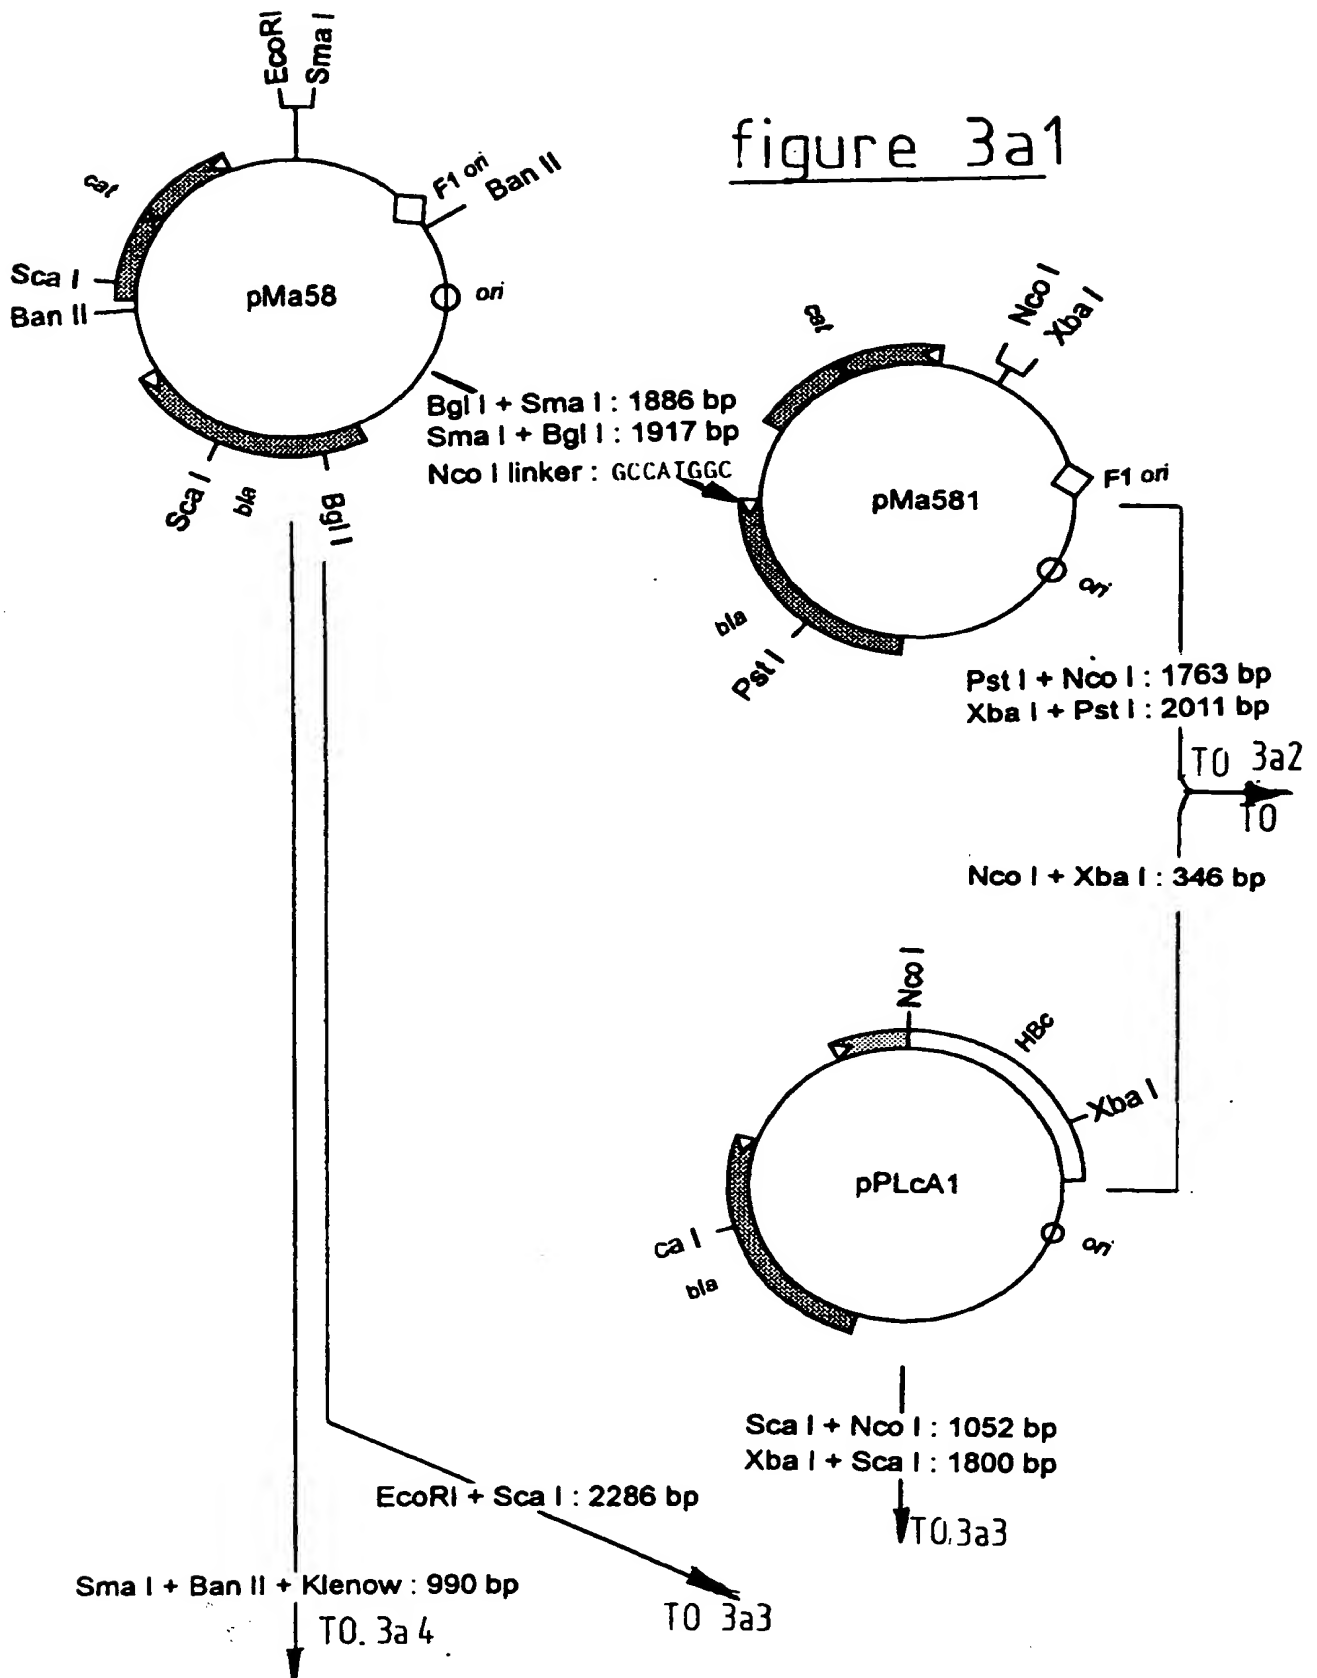 figure 3a1
EcoRI
Sma I
cat
F1 ori
Ban II
Sca I
Ban II
pMa58
ori
Sca I
bla
Bgl I
Bgl I + Sma I : 1886 bp
Sma I + Bgl I : 1917 bp
Nco I linker : GCCATGGC
cat
Nco I
Xba I
pMa581
F1 ori
ori
bla
Pst I
Pst I + Nco I : 1763 bp
Xba I + Pst I : 2011 bp
TO 3a2
TO
Nco I + Xba I : 346 bp
Nco I
HBc
Xba I
pPLcA1
ca I
bla
ori
Sca I + Nco I : 1052 bp
Xba I + Sca I : 1800 bp
TO.3a3
EcoRI + Sca I : 2286 bp
TO 3a3
Sma I + Ban II + Klenow : 990 bp
TO. 3a 4